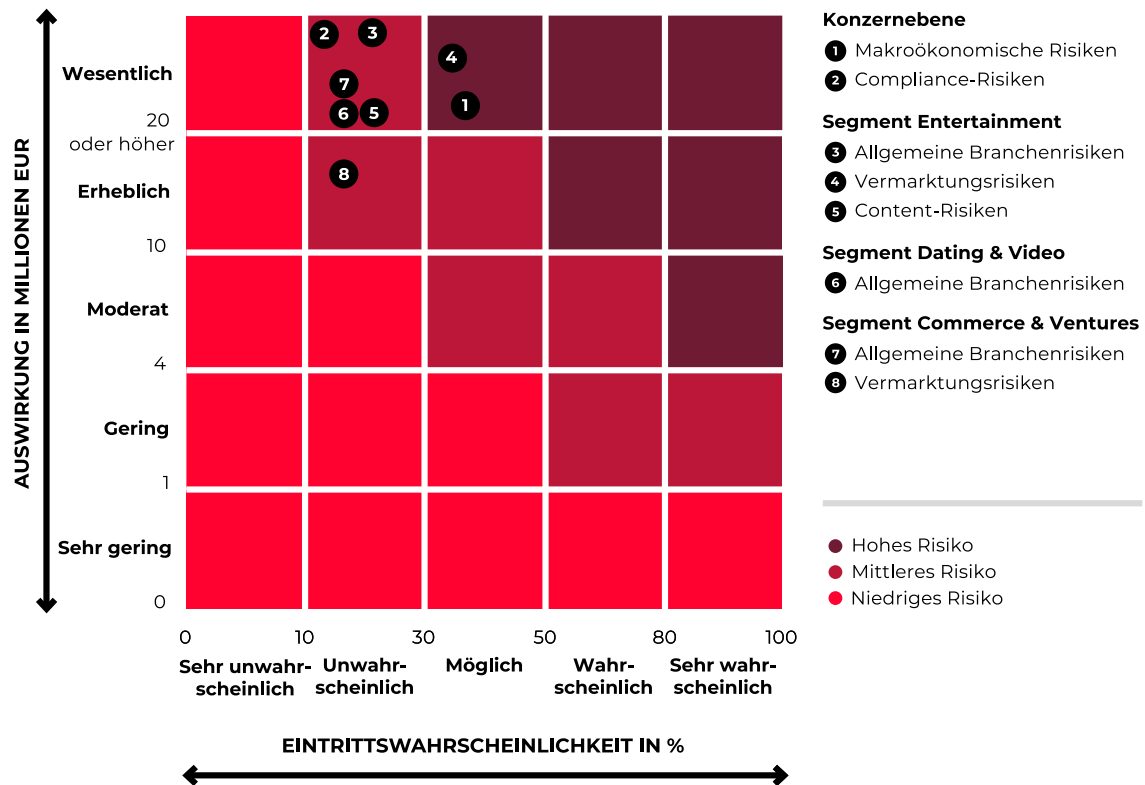 AUSWIRKUNG IN MILLIONEN EUR
Wesentlich
20
oder höher
Erheblich
10
Moderat
4
Gering
1
Sehr gering
0
2
3
4
7
1
6
5
8
0
10
30
50
80
100
Sehr unwahr-
scheinlich
Unwahr-
scheinlich
Möglich
Wahr-
scheinlich
Sehr wahr-
scheinlich
EINTRITTSWAHRSCHEINLICHKEIT IN %
Konzernebene
1 Makroökonomische Risiken
2 Compliance-Risiken
Segment Entertainment
3 Allgemeine Branchenrisiken
4 Vermarktungsrisiken
5 Content-Risiken
Segment Dating & Video
6 Allgemeine Branchenrisiken
Segment Commerce & Ventures
7 Allgemeine Branchenrisiken
8 Vermarktungsrisiken
Hohes Risiko
Mittleres Risiko
Niedriges Risiko